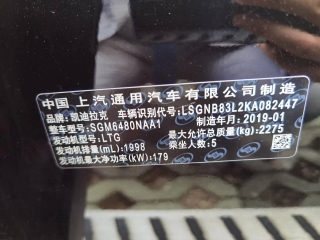 中国 上汽通用汽车有限公司制造
品牌:凯迪拉克 车辆识别代号:LSGNB83L2KA082447
整车型号:SGM6480NAA1 制造年月:2019-01
发动机型号:LTG 最大允许总质量(kg):2275
发动机排量(mL):1998 乘坐人数:5
发动机最大净功率(kW):179